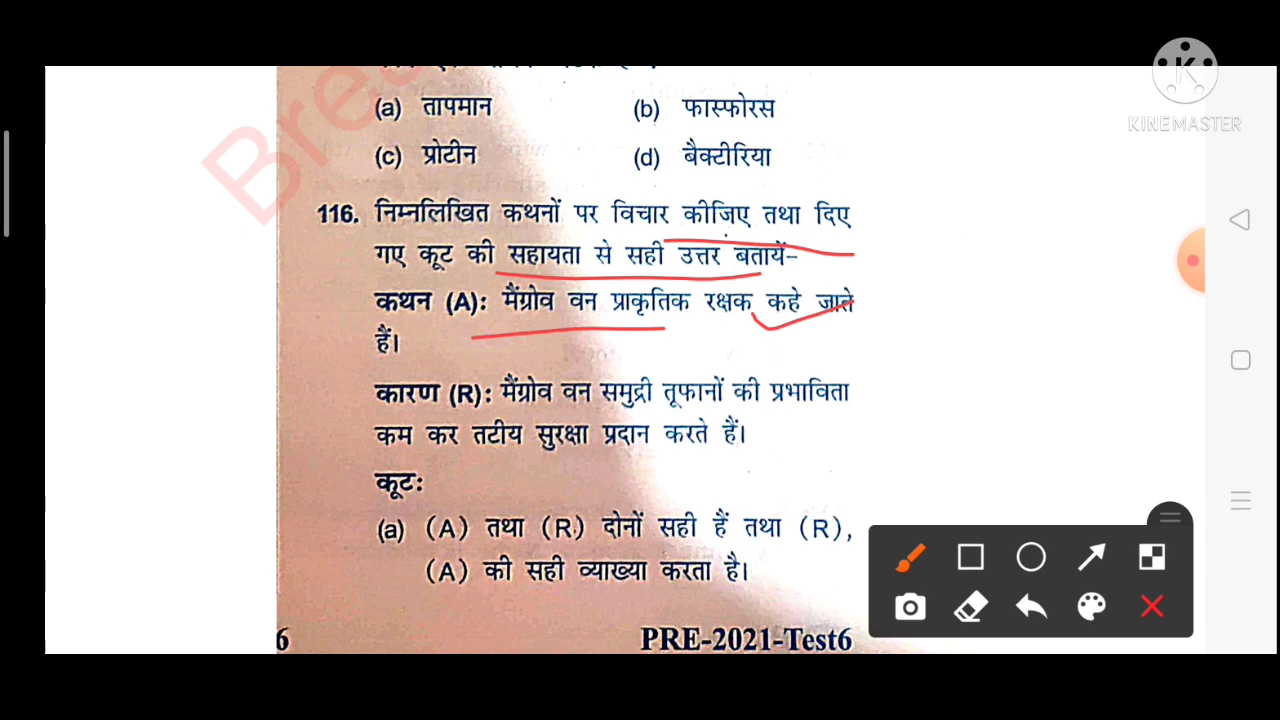 Brea
KINEMASTER
(a) तापमान (b) फास्फोरस
(c) प्रोटीन (d) बैक्टीरिया
116. निम्नलिखित कथनों पर विचार कीजिए तथा दिए
गए कूट की सहायता से सही उत्तर बतायें–
कथन (A): मैंग्रोव वन प्राकृतिक रक्षक कहे जाते
हैं।
कारण (R): मैंग्रोव वन समुद्री तूफानों की प्रभाविता
कम कर तटीय सुरक्षा प्रदान करते हैं।
कूटः
(a) (A) तथा (R) दोनों सही हैं तथा (R),
(A) की सही व्याख्या करता है।
6 PRE-2021-Test6